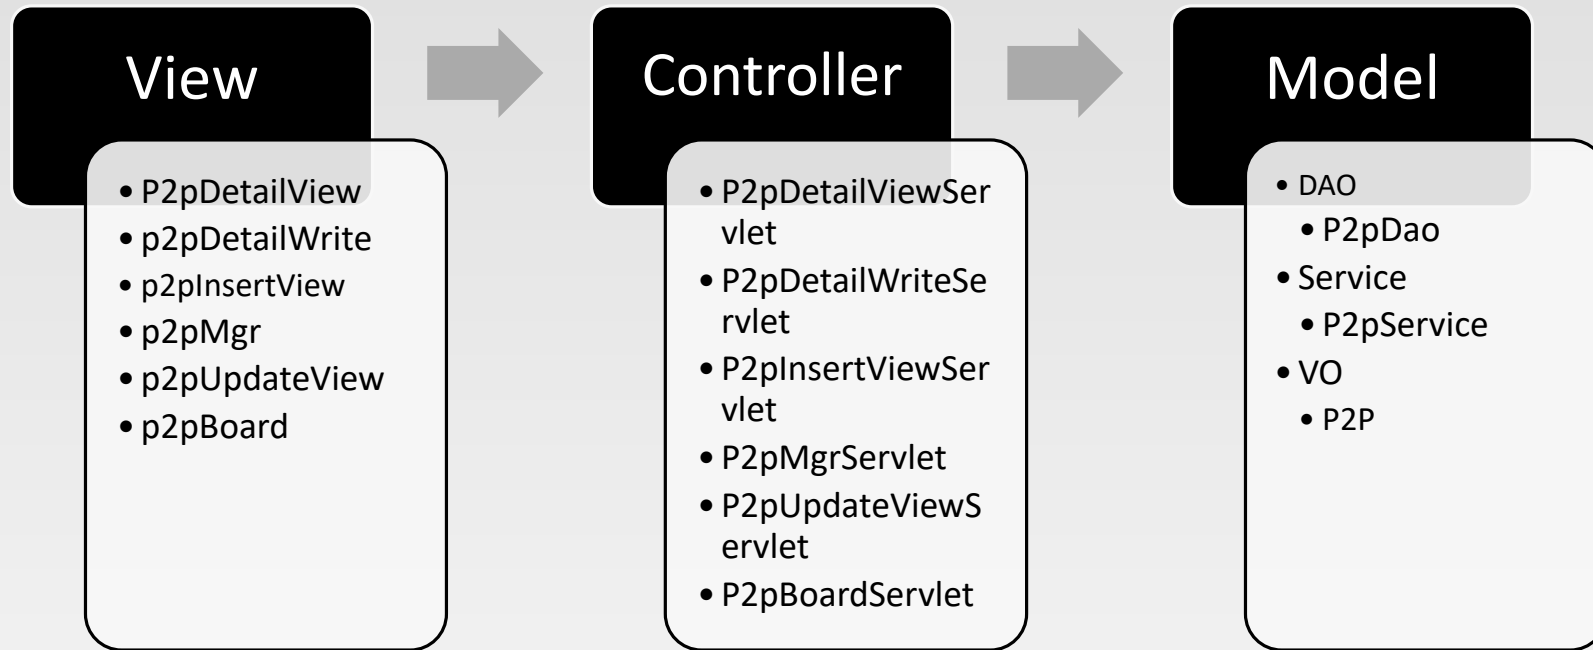 View
• P2pDetailView
• p2pDetailWrite
• p2pInsertView
• p2pMgr
• p2pUpdateView
• p2pBoard
Controller
• P2pDetailViewSer
vlet
• P2pDetailWriteSe
rvlet
• P2pInsertViewSer
vlet
• P2pMgrServlet
• P2pUpdateViewS
ervlet
• P2pBoardServlet
Model
• DAO
• P2pDao
• Service
• P2pService
• VO
• P2P